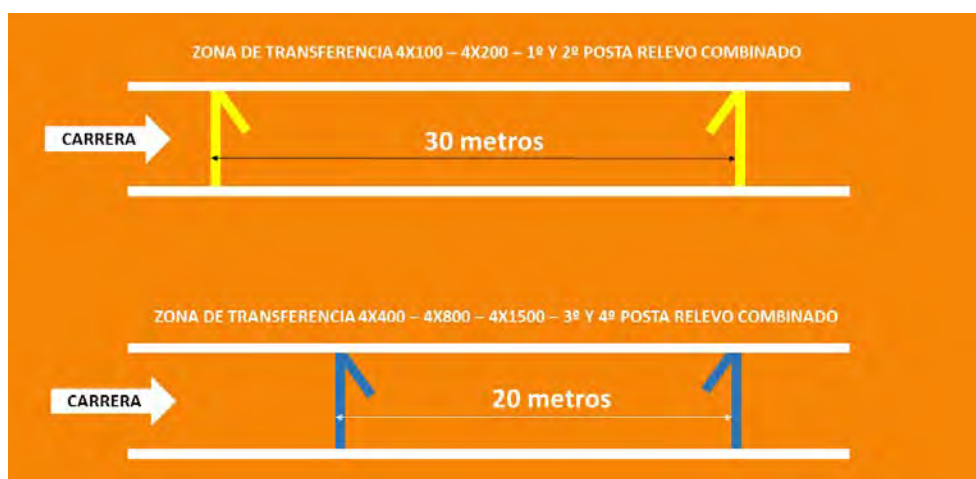 ZONA DE TRANSFERENCIA 4X100 – 4X200 – 1º Y 2º POSTA RELEVO COMBINADO
CARRERA
30 metros
ZONA DE TRANSFERENCIA 4X400 – 4X800 – 4X1500 – 3º Y 4º POSTA RELEVO COMBINADO
CARRERA
20 metros